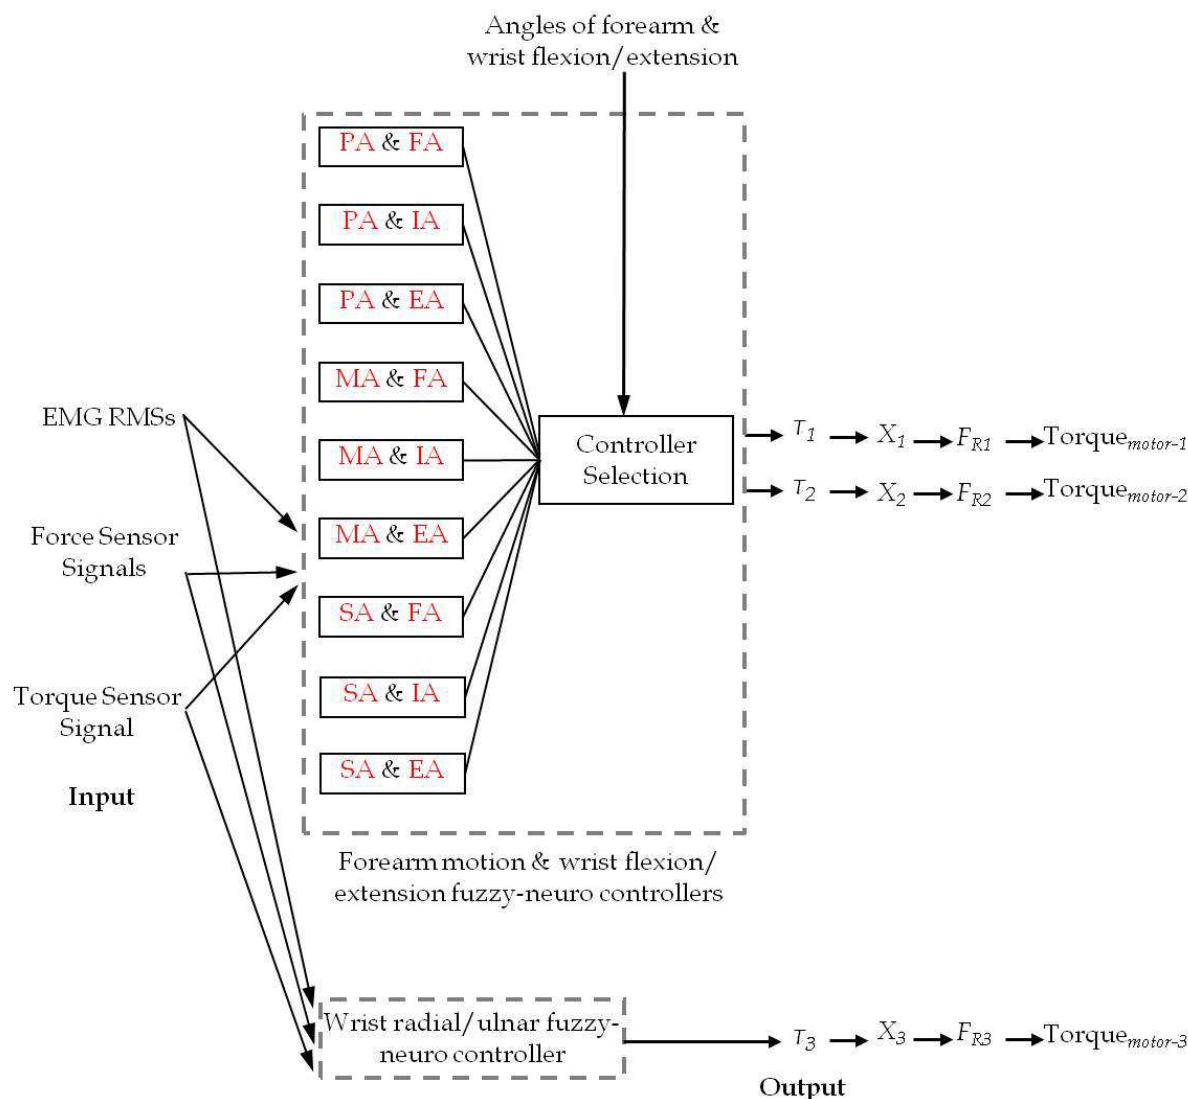 Angles of forearm &
wrist flexion/extension
PA & FA
PA & IA
PA & EA
MA & FA
MA & IA
MA & EA
SA & FA
SA & IA
SA & EA
Controller
Selection
EMG RMSs
Force Sensor
Signals
Torque Sensor
Signal
Input
τ1 X1 FR1 Torquemotor-1
τ2 X2 FR2 Torquemotor-2
Forearm motion & wrist flexion/
extension fuzzy-neuro controllers
Wrist radial/ulnar fuzzy-
neuro controller
τ3 X3 FR3 Torquemotor-3
Output